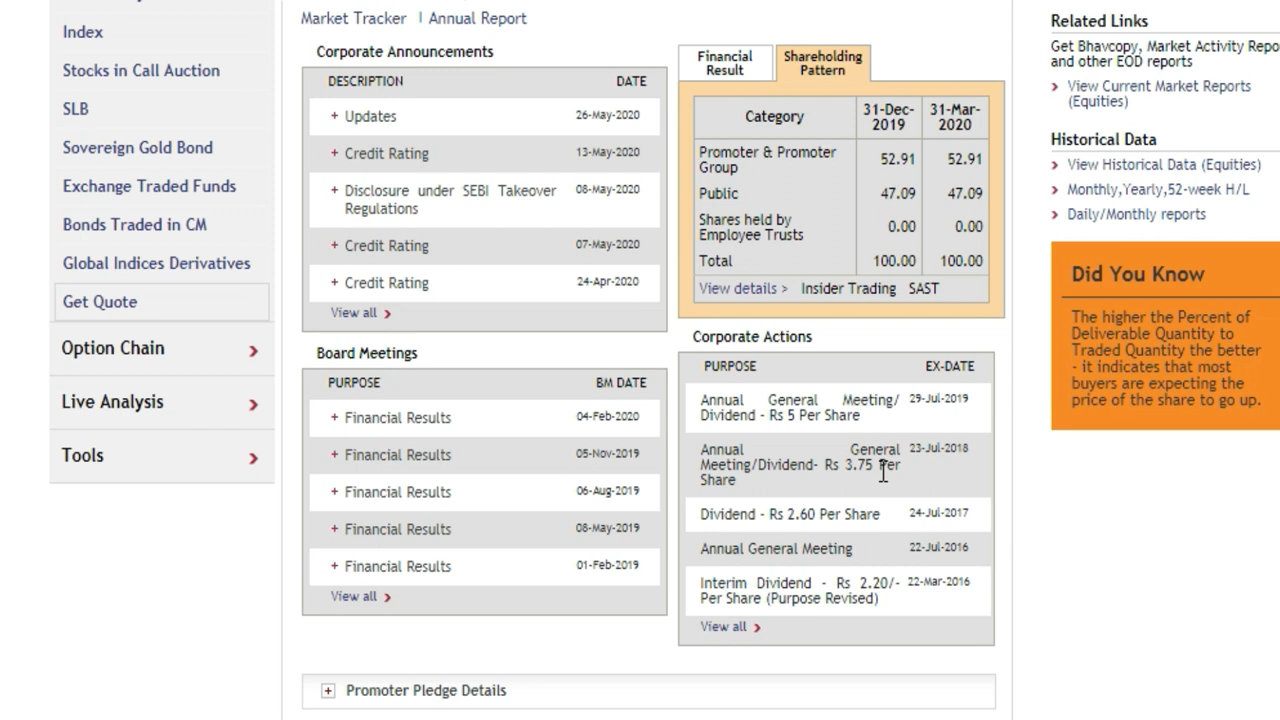 Index
Stocks in Call Auction
SLB
Sovereign Gold Bond
Exchange Traded Funds
Bonds Traded in CM
Global Indices Derivatives
Get Quote
Option Chain
Live Analysis
Tools
Market Tracker | Annual Report
Corporate Announcements
DESCRIPTION DATE
+ Updates 26-May-2020
+ Credit Rating 13-May-2020
+ Disclosure under SEBI Takeover 08-May-2020
Regulations
+ Credit Rating 07-May-2020
+ Credit Rating 24-Apr-2020
View all
Board Meetings
PURPOSE BM DATE
+ Financial Results 04-Feb-2020
+ Financial Results 05-Nov-2019
+ Financial Results 06-Aug-2019
+ Financial Results 08-May-2019
+ Financial Results 01-Feb-2019
View all
Financial
Result
Shareholding
Pattern
Category 31-Dec-2019 31-Mar-2020
Promoter & Promoter
Group 52.91 52.91
Public 47.09 47.09
Shares held by
Employee Trusts 0.00 0.00
Total 100.00 100.00
View details > Insider Trading SAST
Corporate Actions
PURPOSE EX-DATE
Annual General Meeting/ 29-Jul-2019
Dividend - Rs 5 Per Share
Annual General 23-Jul-2018
Meeting/Dividend- Rs 3.75 Per
Share
Dividend - Rs 2.60 Per Share 24-Jul-2017
Annual General Meeting 22-Jul-2016
Interim Dividend - Rs 2.20/- 22-Mar-2016
Per Share (Purpose Revised)
View all
+ Promoter Pledge Details
Related Links
Get Bhavcopy, Market Activity Repo
and other EOD reports
View Current Market Reports
(Equities)
Historical Data
View Historical Data (Equities)
Monthly,Yearly,52-week H/L
Daily/Monthly reports
Did You Know
The higher the Percent of
Deliverable Quantity to
Traded Quantity the better
- it indicates that most
buyers are expecting the
price of the share to go up.